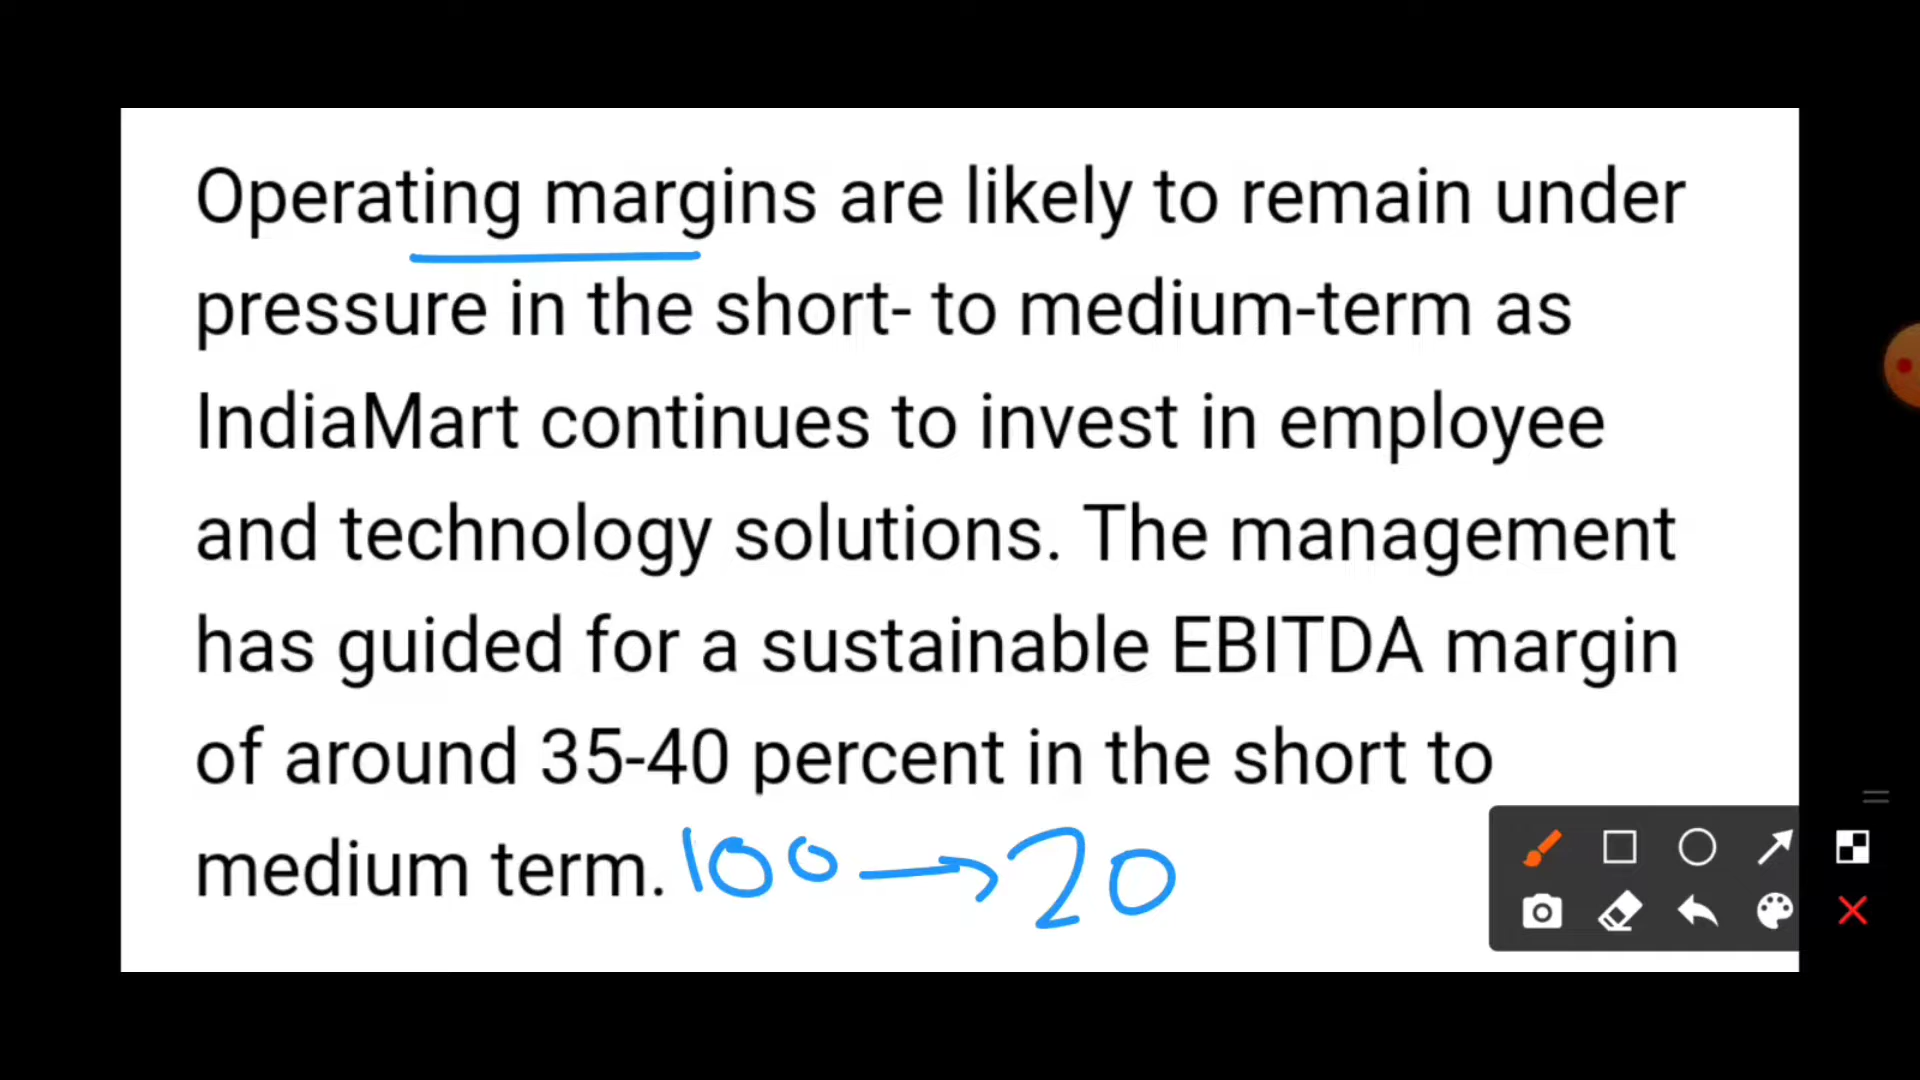 Operating margins are likely to remain under
pressure in the short- to medium-term as
IndiaMart continues to invest in employee
and technology solutions. The management
has guided for a sustainable EBITDA margin
of around 35-40 percent in the short to
medium term. 100 → 20